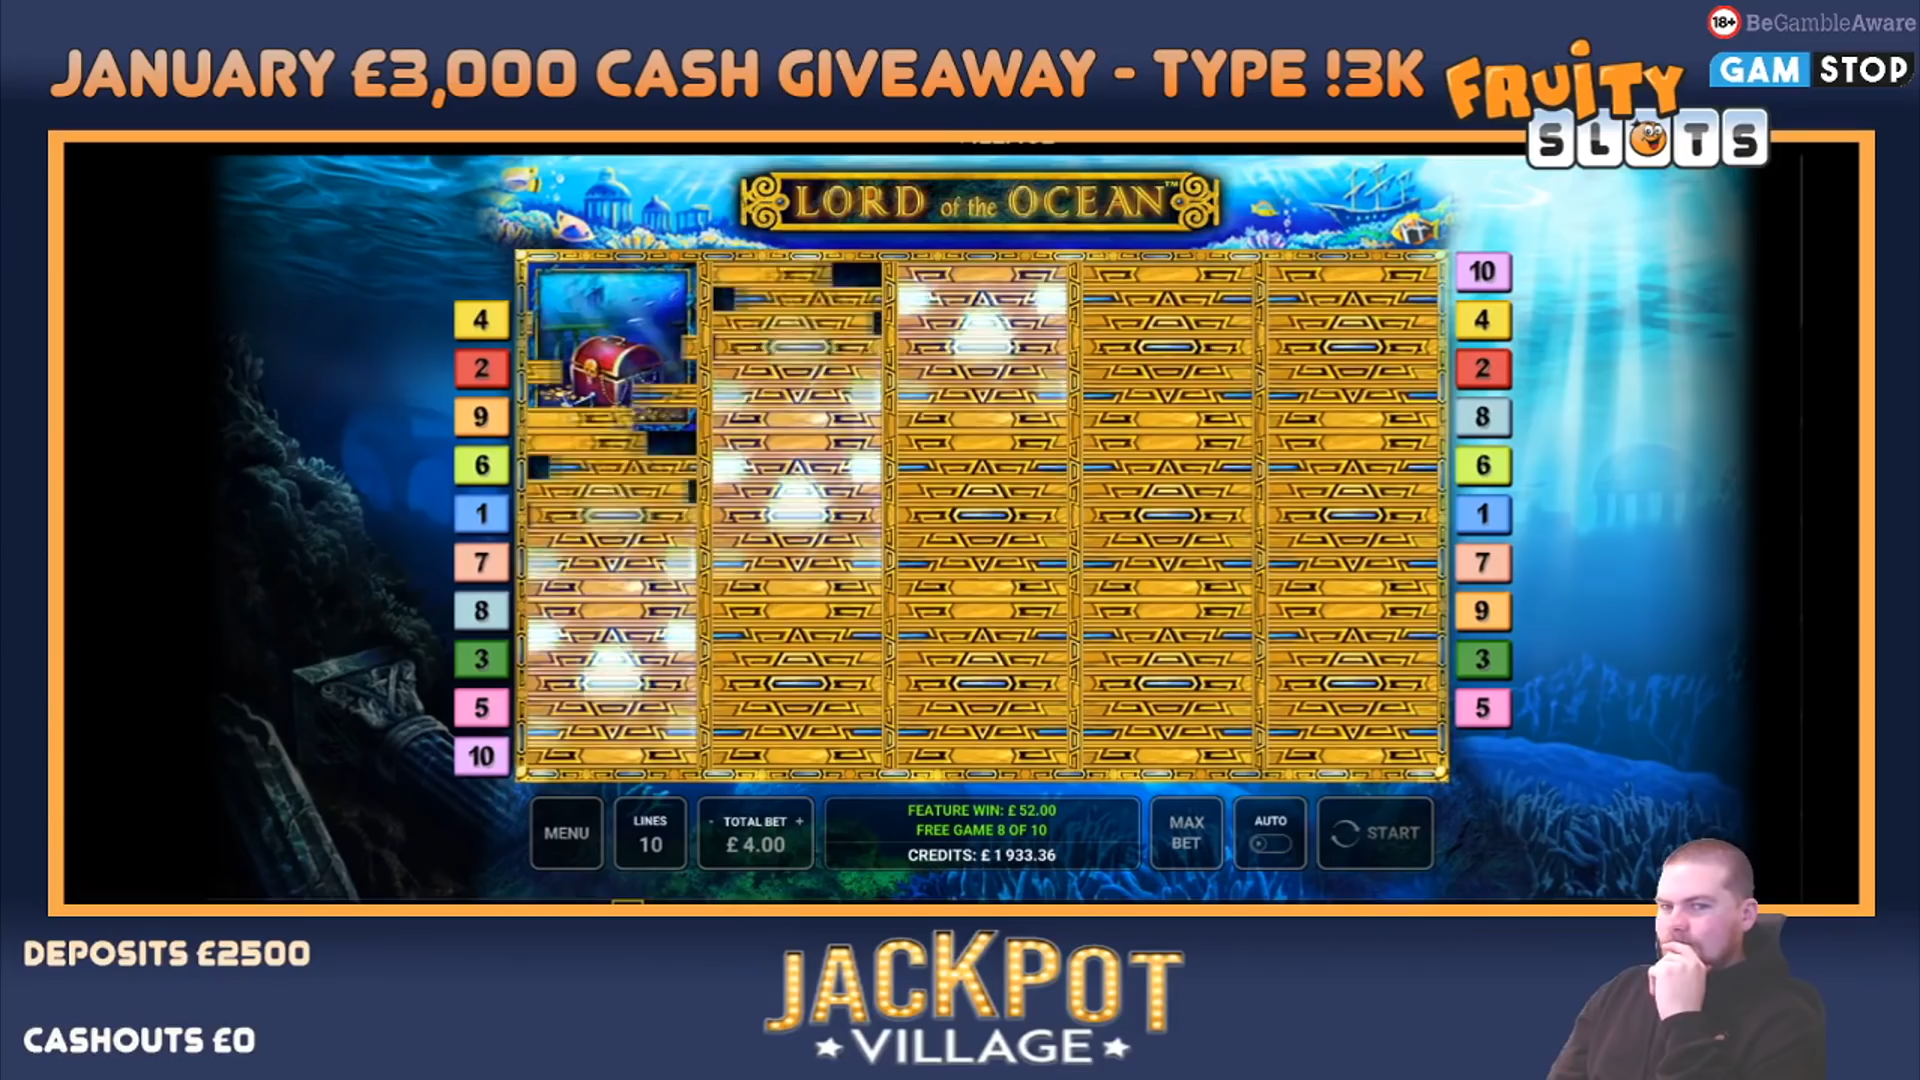 18+ BeGambleAware
JANUARY £3,000 CASH GIVEAWAY - TYPE !3K
FRUITY
SLOTS
GAMSTOP
LORD of the OCEAN™
4
2
9
6
1
7
8
3
5
10
10
4
2
8
6
1
7
9
3
5
MENU
LINES
10
- TOTAL BET +
£ 4.00
FEATURE WIN: £ 52.00
FREE GAME 8 OF 10
CREDITS: £ 1 933.36
MAX
BET
AUTO
START
DEPOSITS £2500
CASHOUTS £0
JACKPOT
VILLAGE